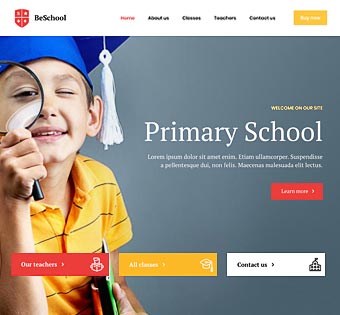 BeSchool
Home About us Classes Teachers Contact us Buy now
WELCOME ON OUR SITE
Primary School
Lorem ipsum dolor sit amet enim. Etiam ullamcorper. Suspendisse
a pellentesque dui, non felis. Maecenas malesuada elit lectus.
Learn more
Our teachers
All classes
Contact us